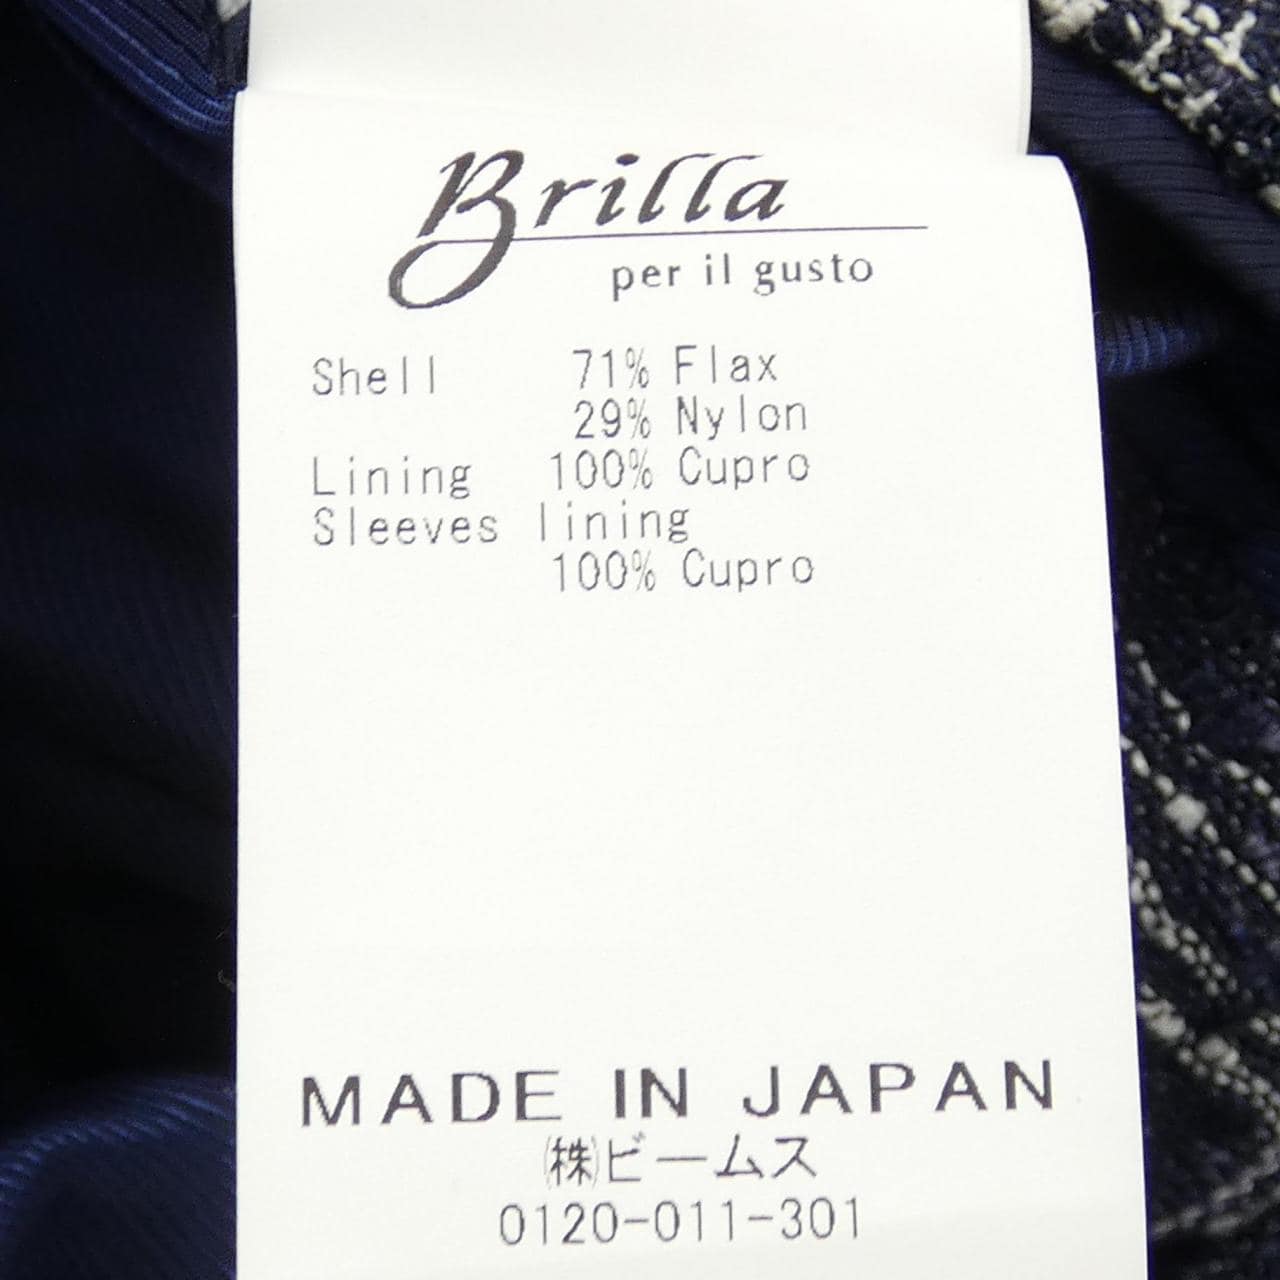 Brilla
per il gusto
Shell 71% Flax
29% Nylon
Lining 100% Cupro
Sleeves lining
100% Cupro
MADE IN JAPAN
㈱ビームス
0120-011-301